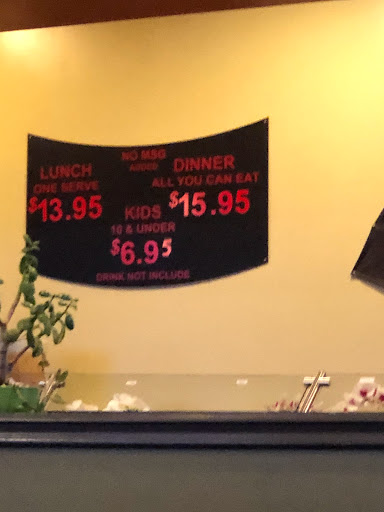 NO MSG
ADDED
LUNCH
ONE SERVE
$13.95
DINNER
ALL YOU CAN EAT
$15.95
KIDS
10 & UNDER
$6.95
DRINK NOT INCLUDE